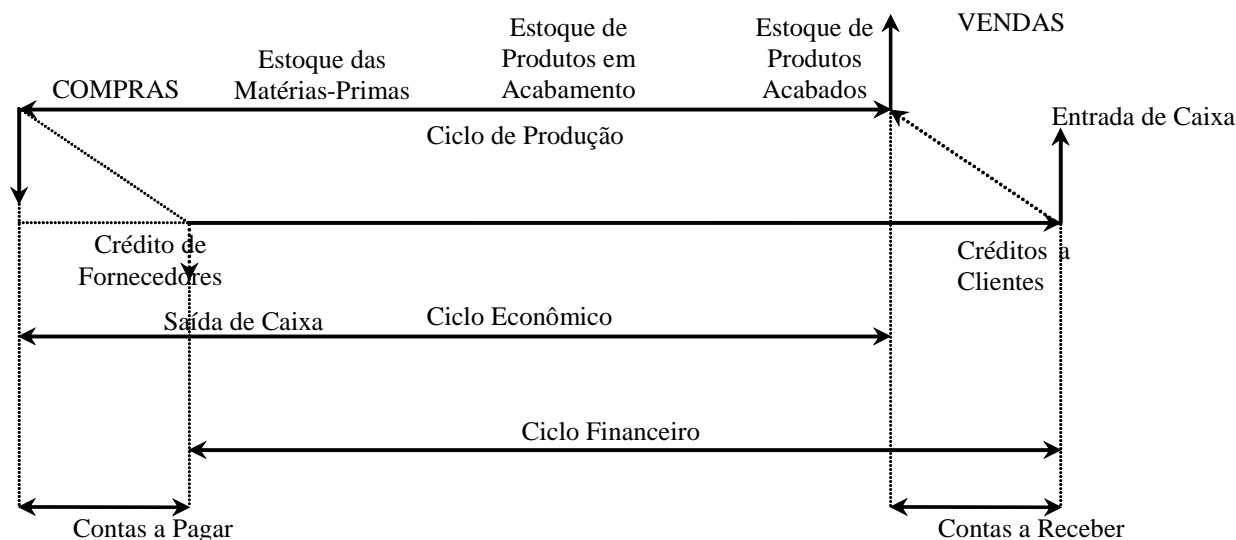 COMPRAS
Estoque das
Matérias-Primas
Estoque de
Produtos em
Acabamento
Estoque de
Produtos
Acabados
VENDAS
Ciclo de Produção
Entrada de Caixa
Crédito de
Fornecedores
Créditos a
Clientes
Saída de Caixa
Ciclo Econômico
Ciclo Financeiro
Contas a Pagar
Contas a Receber